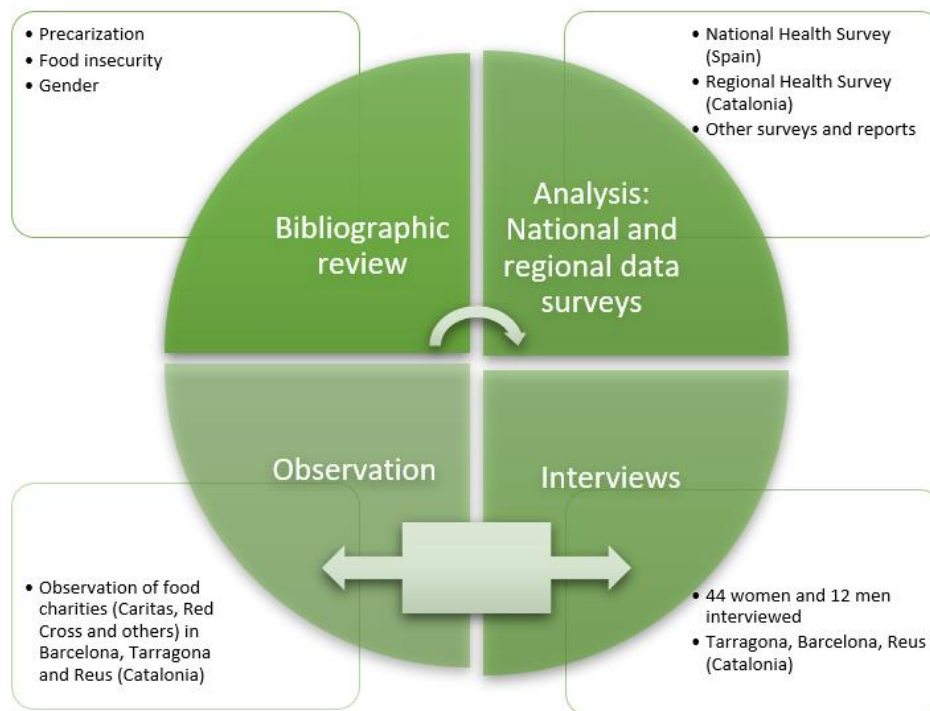 • Precarization
• Food insecurity
• Gender
• National Health Survey
(Spain)
• Regional Health Survey
(Catalonia)
• Other surveys and reports
Bibliographic
review
Analysis:
National and
regional data
surveys
Observation
Interviews
• Observation of food
charities (Caritas, Red
Cross and others) in
Barcelona, Tarragona
and Reus (Catalonia)
• 44 women and 12 men
interviewed
• Tarragona, Barcelona, Reus
(Catalonia)